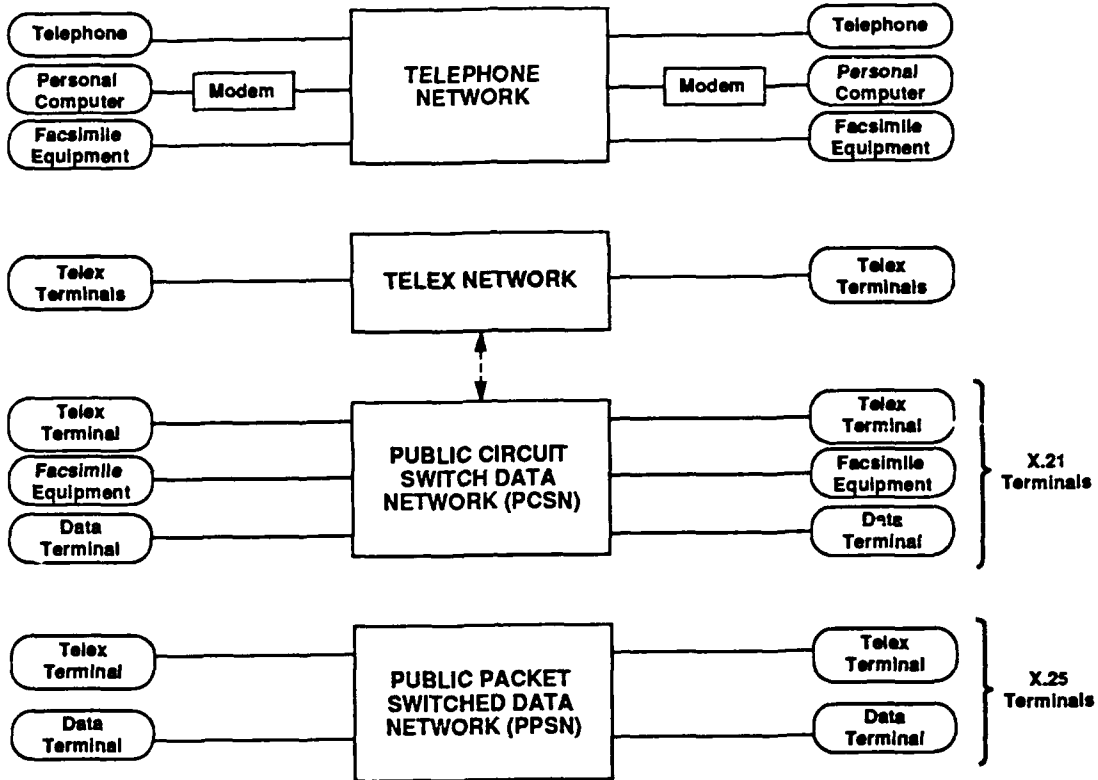 Telephone
Personal
Computer
Modem
Facsimile
Equipment
TELEPHONE
NETWORK
Telephone
Modem
Personal
Computer
Facsimile
Equipment
Telex
Terminals
TELEX NETWORK
Telex
Terminals
Telex
Terminal
Facsimile
Equipment
Data
Terminal
PUBLIC CIRCUIT
SWITCH DATA
NETWORK (PCSN)
Telex
Terminal
Facsimile
Equipment
Data
Terminal
X.21
Terminals
Telex
Terminal
Data
Terminal
PUBLIC PACKET
SWITCHED DATA
NETWORK (PPSN)
Telex
Terminal
Data
Terminal
X.25
Terminals